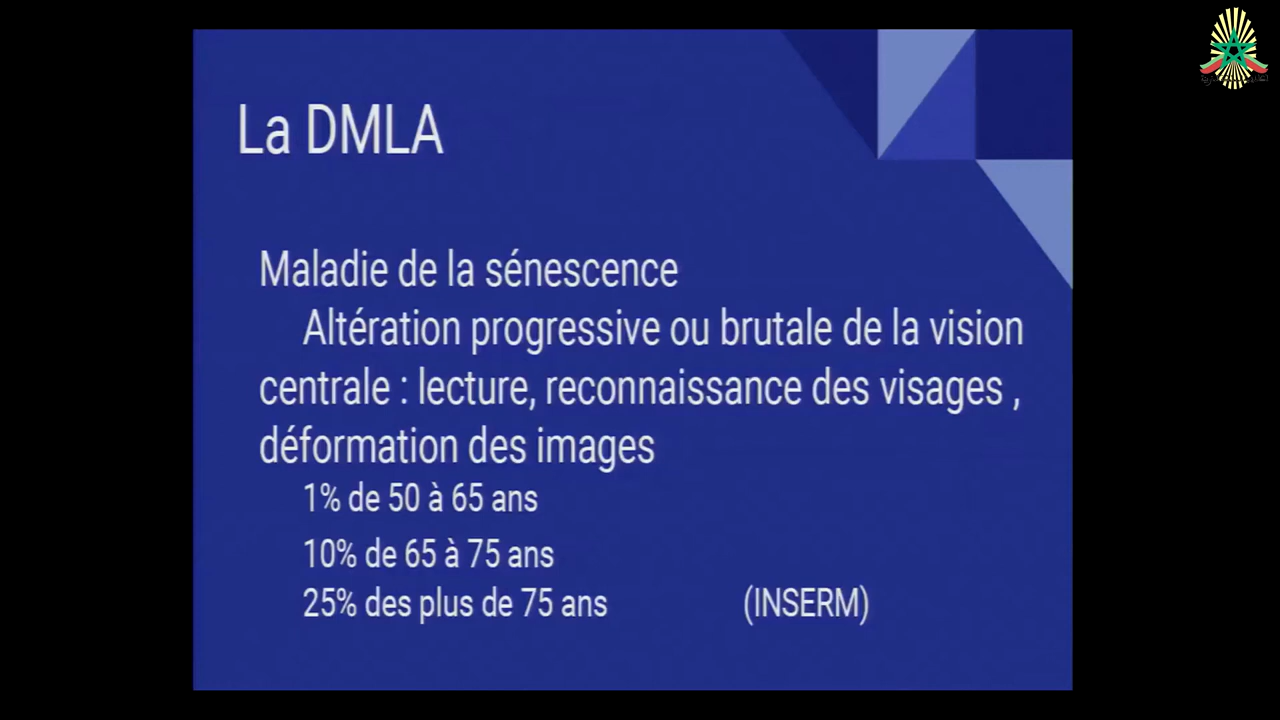 La DMLA
Maladie de la sénescence
Altération progressive ou brutale de la vision
centrale : lecture, reconnaissance des visages ,
déformation des images
1% de 50 à 65 ans
10% de 65 à 75 ans
25% des plus de 75 ans (INSERM)